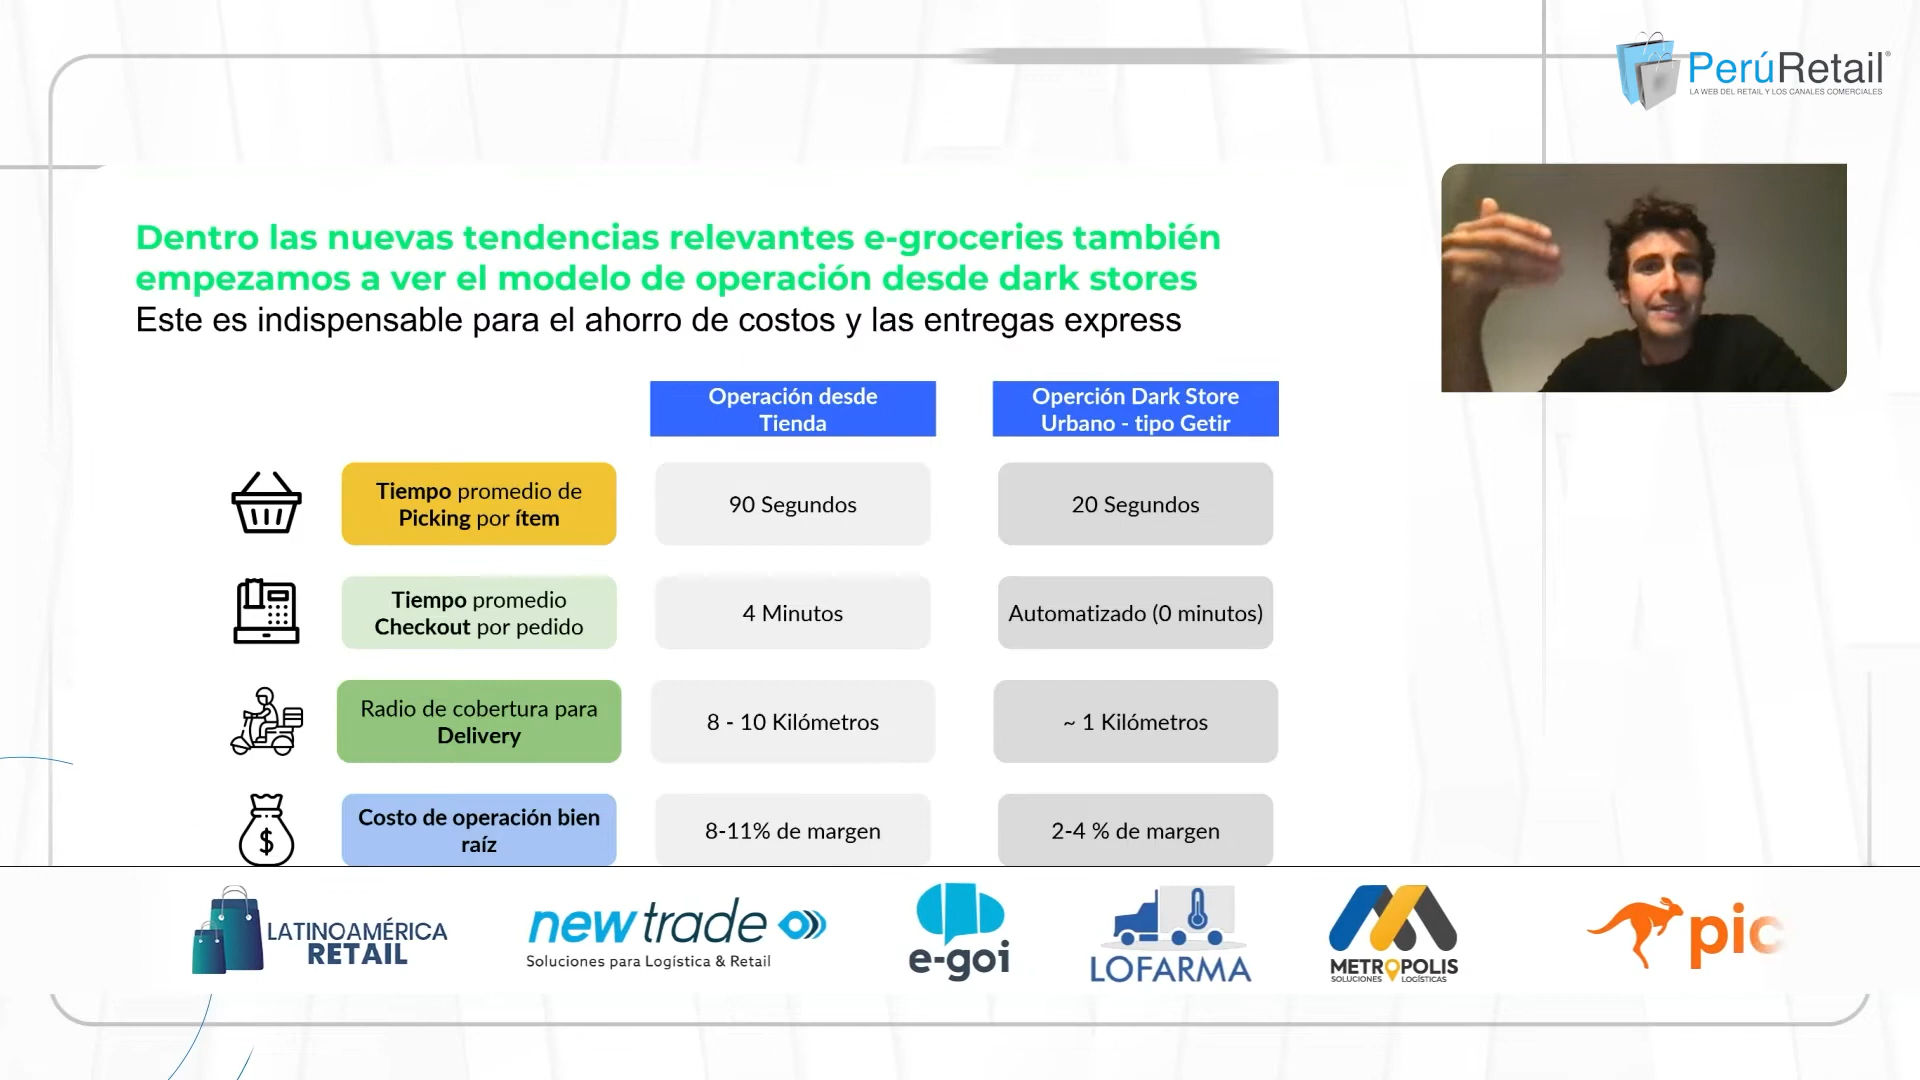 PerúRetail®
LA WEB DEL RETAIL Y LOS CANALES COMERCIALES
Dentro las nuevas tendencias relevantes e-groceries también
empezamos a ver el modelo de operación desde dark stores
Este es indispensable para el ahorro de costos y las entregas express
Operación desde
Tienda
Operción Dark Store
Urbano - tipo Getir
Tiempo promedio de
Picking por ítem
90 Segundos
20 Segundos
Tiempo promedio
Checkout por pedido
4 Minutos
Automatizado (0 minutos)
Radio de cobertura para
Delivery
8 - 10 Kilómetros
~ 1 Kilómetros
Costo de operación bien
raíz
8-11% de margen
2-4 % de margen
$
LATINOAMÉRICA
RETAIL
newtrade
Soluciones para Logística & Retail
e-goi
LOFARMA
METROPOLIS
SOLUCIONES LOGÍSTICAS
pic